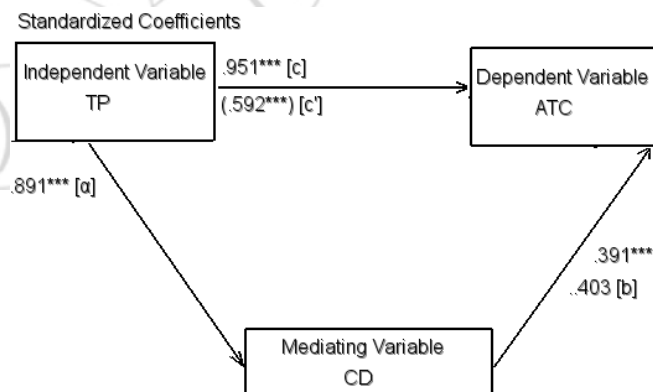 Standardized Coefficients
Independent Variable
TP
.951*** [c]
(.592***) [c']
Dependent Variable
ATC
.891*** [α]
.391***
..403 [b]
Mediating Variable
CD